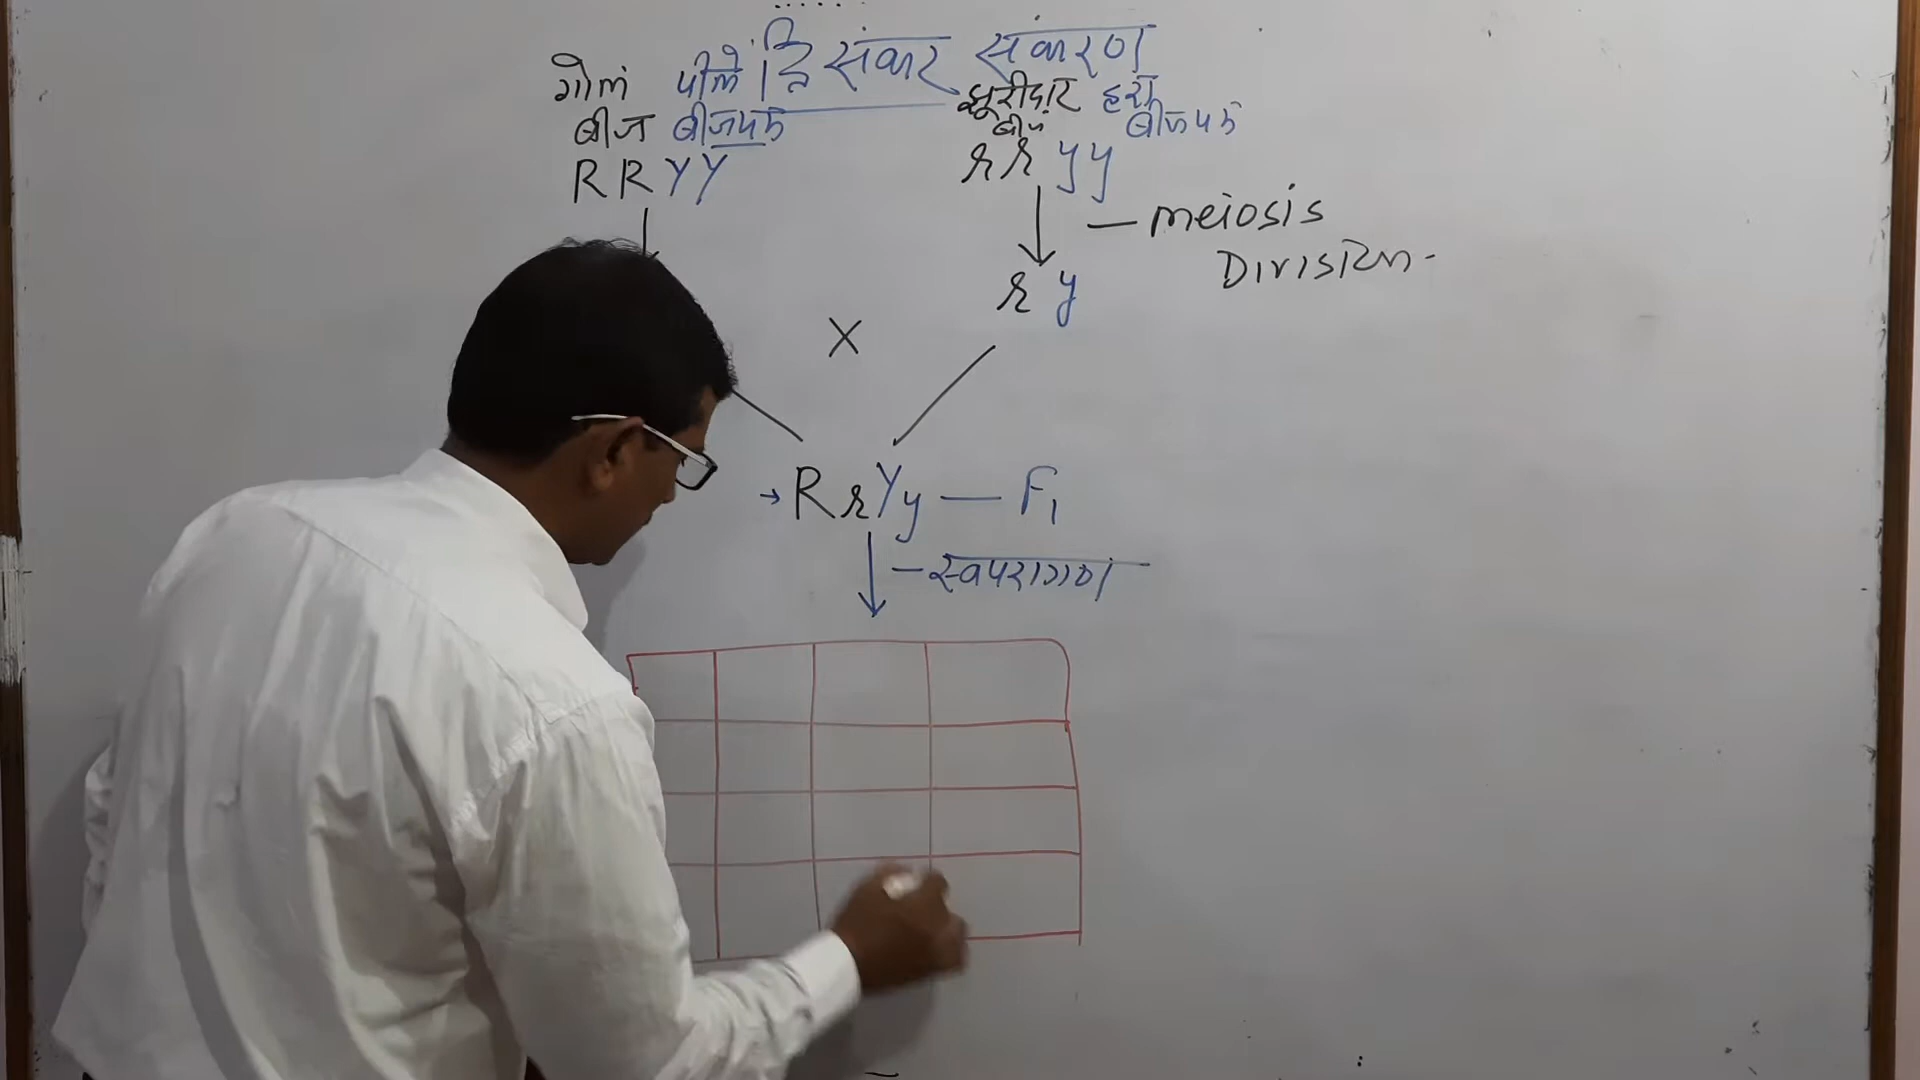 द्वि संकर संकरण
गोल पीले झूरीदार हरा
बीज बीजपत्र बीज बीजपत्र
RRYY rryy
— meiosis
Division
ry
X
→ RrYy — F1
— स्वपरागण